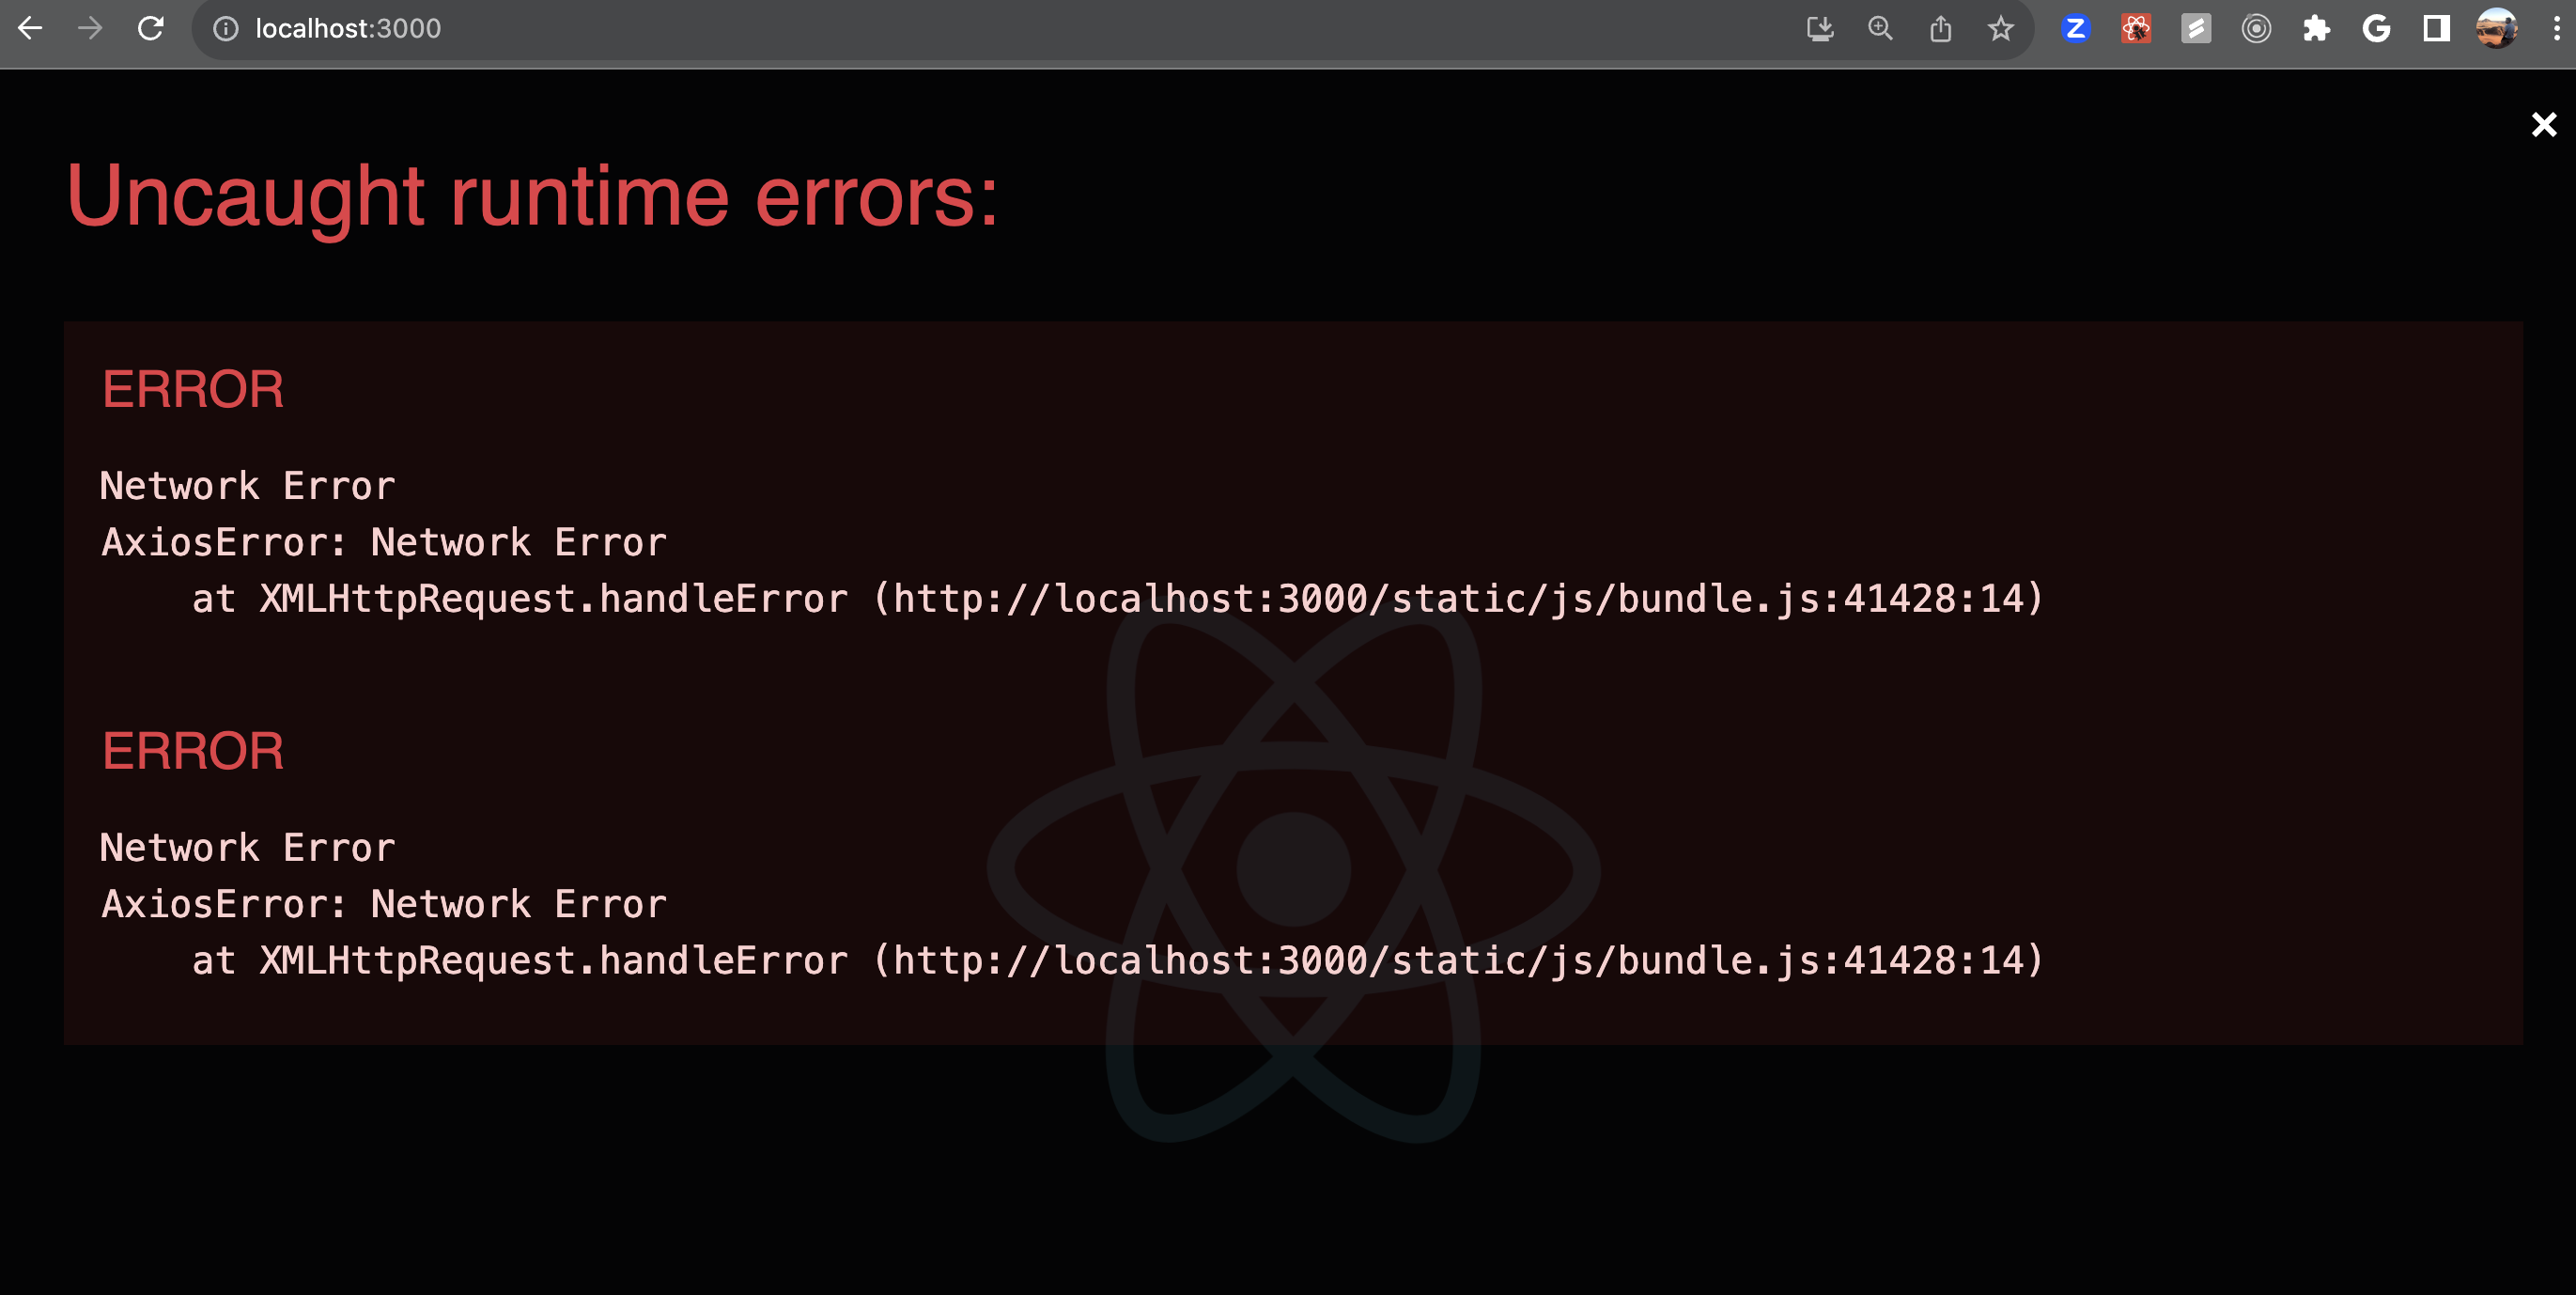 localhost:3000
Uncaught runtime errors:
ERROR
Network Error
AxiosError: Network Error
    at XMLHttpRequest.handleError (http://localhost:3000/static/js/bundle.js:41428:14)
ERROR
Network Error
AxiosError: Network Error
    at XMLHttpRequest.handleError (http://localhost:3000/static/js/bundle.js:41428:14)